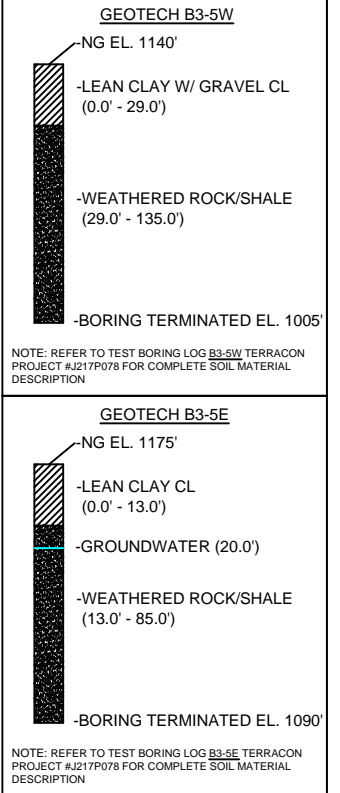 GEOTECH B3-5W
-NG EL. 1140'
-LEAN CLAY W/ GRAVEL CL
(0.0' - 29.0')
-WEATHERED ROCK/SHALE
(29.0' - 135.0')
-BORING TERMINATED EL. 1005'
NOTE: REFER TO TEST BORING LOG B3-5W TERRACON
PROJECT #J217P078 FOR COMPLETE SOIL MATERIAL
DESCRIPTION
GEOTECH B3-5E
-NG EL. 1175'
-LEAN CLAY CL
(0.0' - 13.0')
-GROUNDWATER (20.0')
-WEATHERED ROCK/SHALE
(13.0' - 85.0')
-BORING TERMINATED EL. 1090'
NOTE: REFER TO TEST BORING LOG B3-5E TERRACON
PROJECT #J217P078 FOR COMPLETE SOIL MATERIAL
DESCRIPTION